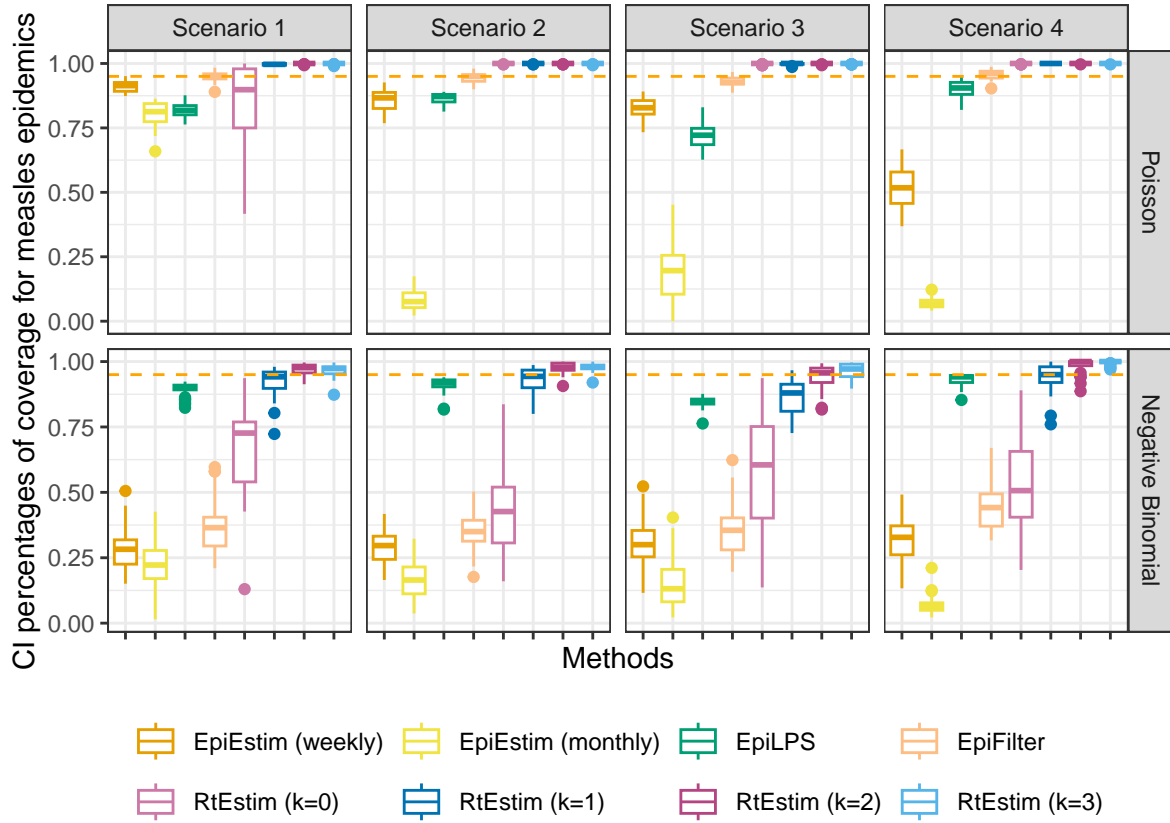 Scenario 1 Scenario 2 Scenario 3 Scenario 4
CI percentages of coverage for measles epidemics
1.00
0.75
0.50
0.25
0.00
Poisson
1.00
0.75
0.50
0.25
0.00
Negative Binomial
Methods
EpiEstim (weekly) EpiEstim (monthly) EpiLPS EpiFilter
RtEstim (k=0) RtEstim (k=1) RtEstim (k=2) RtEstim (k=3)